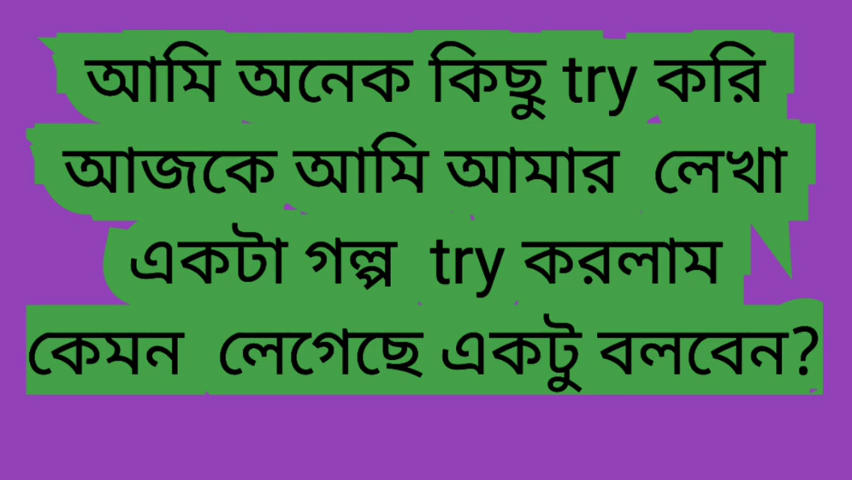 আমি অনেক কিছু try করি
আজকে আমি আমার লেখা
একটা গল্প try করলাম
কেমন লেগেছে একটু বলবেন?